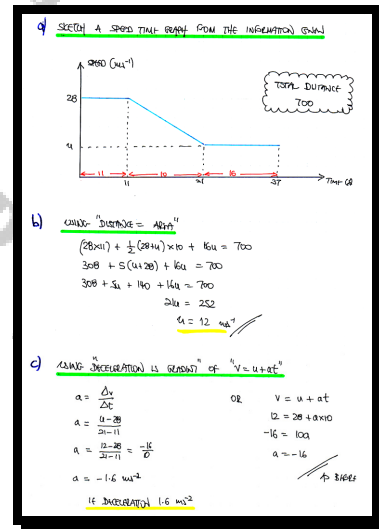 a) SKETCH A SPEED TIME GRAPH FROM THE INFORMATION GIVEN
SPEED (ms⁻¹)
TOTAL DISTANCE
700
28
u
11
10
16
11
21
37
TIME (s)
b) USING "DISTANCE = AREA"
(28×11) + ½(28+u)×10 + 16u = 700
308 + 5(u+28) + 16u = 700
308 + 5u + 140 + 16u = 700
21u = 252
u = 12 ms⁻¹
c) USING "DECELERATION IS GRADIENT" OF "v = u + at"
a = Δv/Δt
a = u-28/21-11
a = 12-28/21-11 = -16/10
a = -1.6 ms⁻²
IE DECELERATION 1.6 ms⁻²
OR
v = u + at
12 = 28 + a×10
-16 = 10a
a = -1.6
AS BEFORE